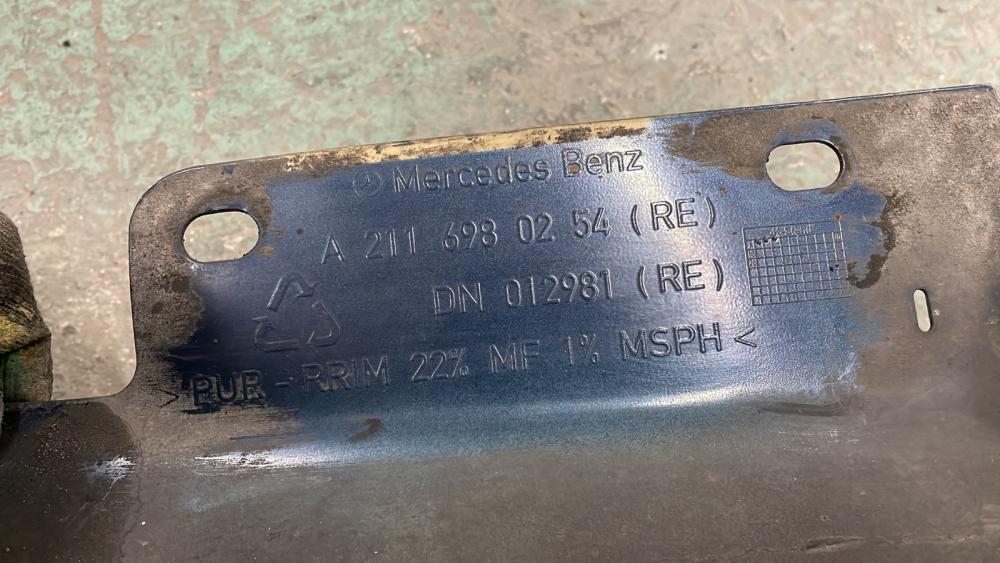 Mercedes Benz
A 211 698 02 54 (RE)
DN 012981 (RE)
>PUR - RRIM 22% MF 1% MSPH<